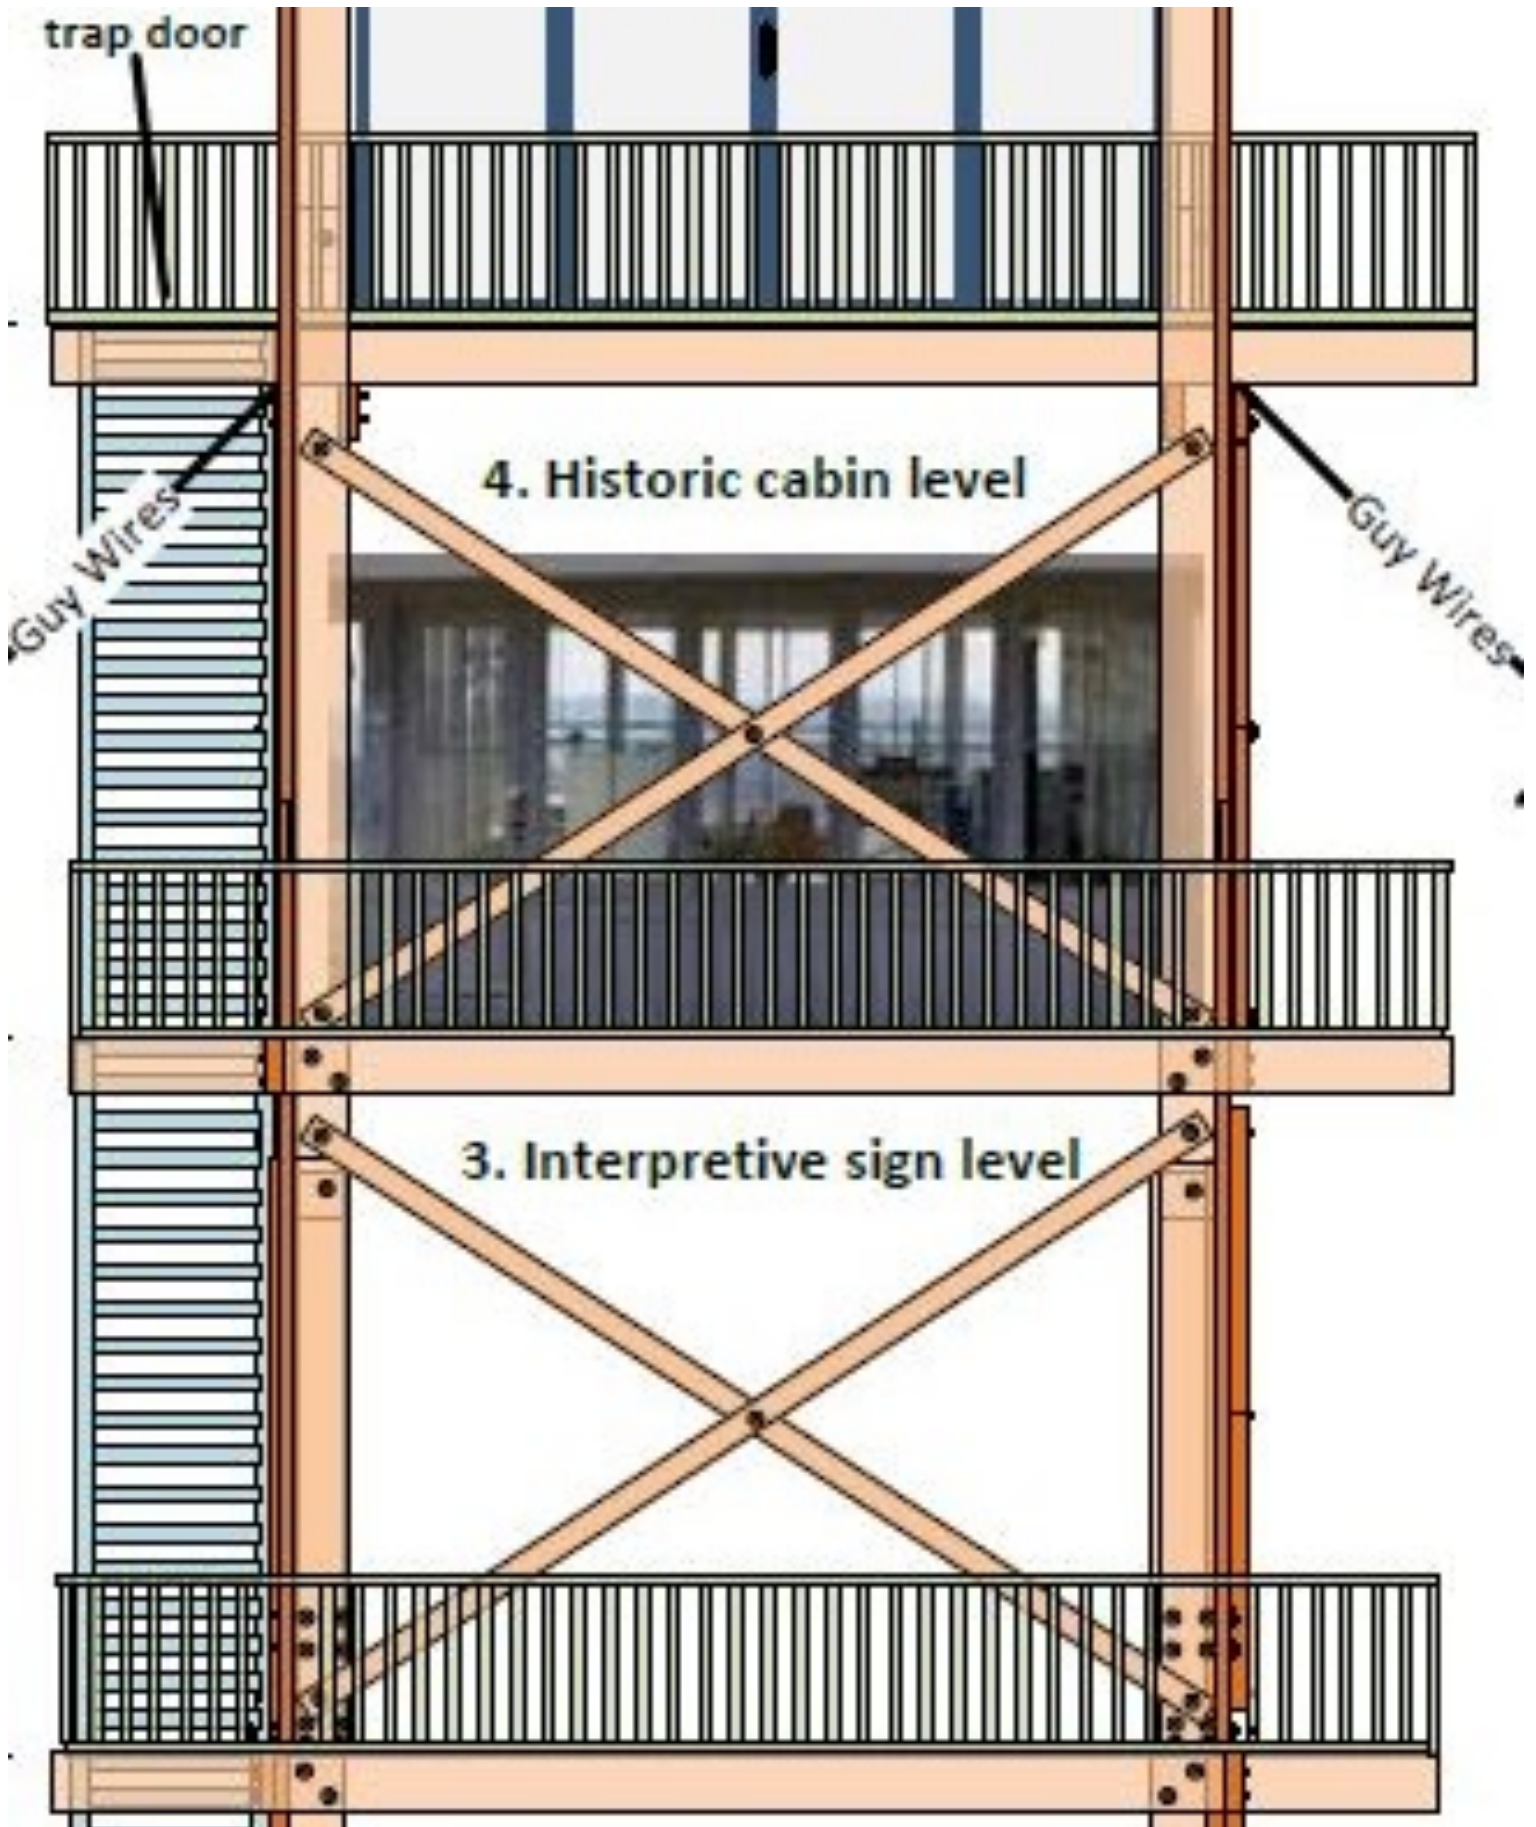 trap door
4. Historic cabin level
Guy Wires
Guy Wires
3. Interpretive sign level